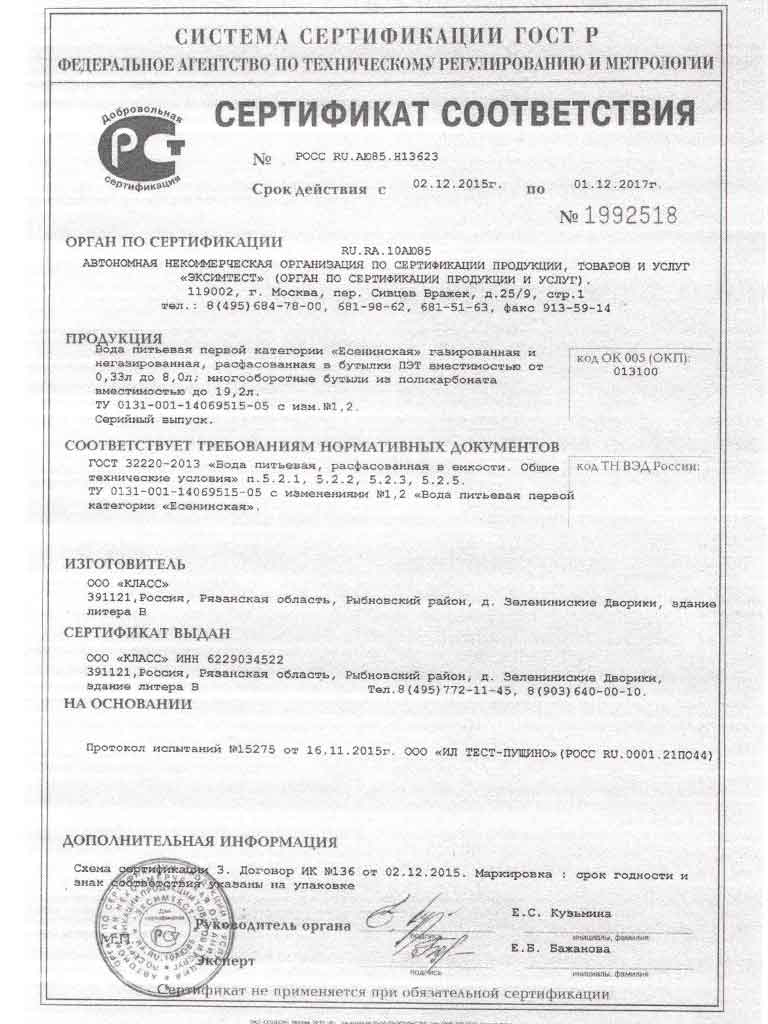 СИСТЕМА СЕРТИФИКАЦИИ ГОСТ Р
ФЕДЕРАЛЬНОЕ АГЕНТСТВО ПО ТЕХНИЧЕСКОМУ РЕГУЛИРОВАНИЮ И МЕТРОЛОГИИ
Добровольная
РСТ
сертификация
СЕРТИФИКАТ СООТВЕТСТВИЯ
№ РОСС RU.АЮ85.Н13623
Срок действия с 02.12.2015г. по 01.12.2017г.
№ 1992518
ОРГАН ПО СЕРТИФИКАЦИИ
RU.RA.10АЮ85
АВТОНОМНАЯ НЕКОММЕРЧЕСКАЯ ОРГАНИЗАЦИЯ ПО СЕРТИФИКАЦИИ ПРОДУКЦИИ, ТОВАРОВ И УСЛУГ
«ЭКСИМТЕСТ» (ОРГАН ПО СЕРТИФИКАЦИИ ПРОДУКЦИИ И УСЛУГ).
119002, г. Москва, пер. Сивцев Вражек, д.25/9, стр.1
тел.: 8(495)684-78-00, 681-98-62, 681-51-63, факс 913-59-14
ПРОДУКЦИЯ
Вода питьевая первой категории «Есенинская» газированная и
негазированная, расфасованная в бутылки ПЭТ вместимостью от
0,33л до 8,0л; многооборотные бутыли из поликарбоната
вместимостью до 19,2л.
ТУ 0131-001-14069515-05 с изм.№1,2.
Серийный выпуск.
код ОК 005 (ОКП):
013100
СООТВЕТСТВУЕТ ТРЕБОВАНИЯМ НОРМАТИВНЫХ ДОКУМЕНТОВ
ГОСТ 32220-2013 «Вода питьевая, расфасованная в емкости. Общие
технические условия» п.5.2.1, 5.2.2, 5.2.3, 5.2.5.
ТУ 0131-001-14069515-05 с изменениями №1,2 «Вода питьевая первой
категории «Есенинская».
код ТН ВЭД России:
ИЗГОТОВИТЕЛЬ
ООО «КЛАСС»
391121,Россия, Рязанская область, Рыбновский район, д. Зелениниские Дворики, здание
литера В
СЕРТИФИКАТ ВЫДАН
ООО «КЛАСС» ИНН 6229034522
391121,Россия, Рязанская область, Рыбновский район, д. Зелениниские Дворики,
здание литера В Тел.8(495)772-11-45, 8(903)640-00-10.
НА ОСНОВАНИИ
Протокол испытаний №15275 от 16.11.2015г. ООО «ИЛ ТЕСТ-ПУЩИНО»(РОСС RU.0001.21ПО44)
ДОПОЛНИТЕЛЬНАЯ ИНФОРМАЦИЯ
Схема сертификации 3. Договор ИК №136 от 02.12.2015. Маркировка : срок годности и
знак соответствия указаны на упаковке
М.П.
Руководитель органа
подпись
Е.С. Кузьмина
инициалы, фамилия
Эксперт
подпись
Е.Б. Бажанова
инициалы, фамилия
Сертификат не применяется при обязательной сертификации